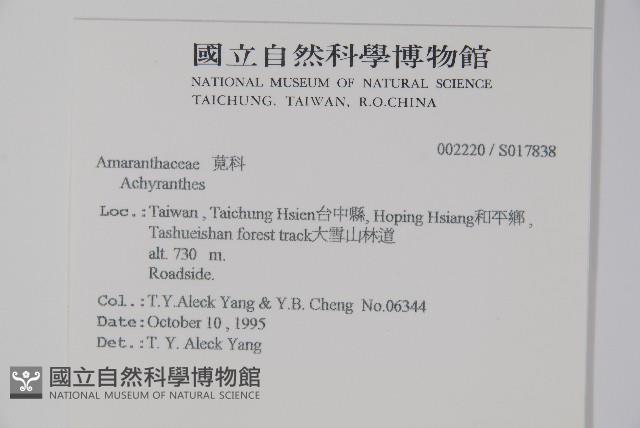 國立自然科學博物館
NATIONAL MUSEUM OF NATURAL SCIENCE
TAICHUNG, TAIWAN, R.O.CHINA
002220 / S017838
Amaranthaceae 莧科
Achyranthes
Loc.:Taiwan , Taichung Hsien台中縣, Hoping Hsiang和平鄉 ,
Tashueishan forest track大雪山林道
alt. 730 m.
Roadside.
Col.:T.Y.Aleck Yang & Y.B. Cheng No.06344
Date:October 10 , 1995
Det.:T. Y. Aleck Yang
國立自然科學博物館
NATIONAL MUSEUM OF NATURAL SCIENCE